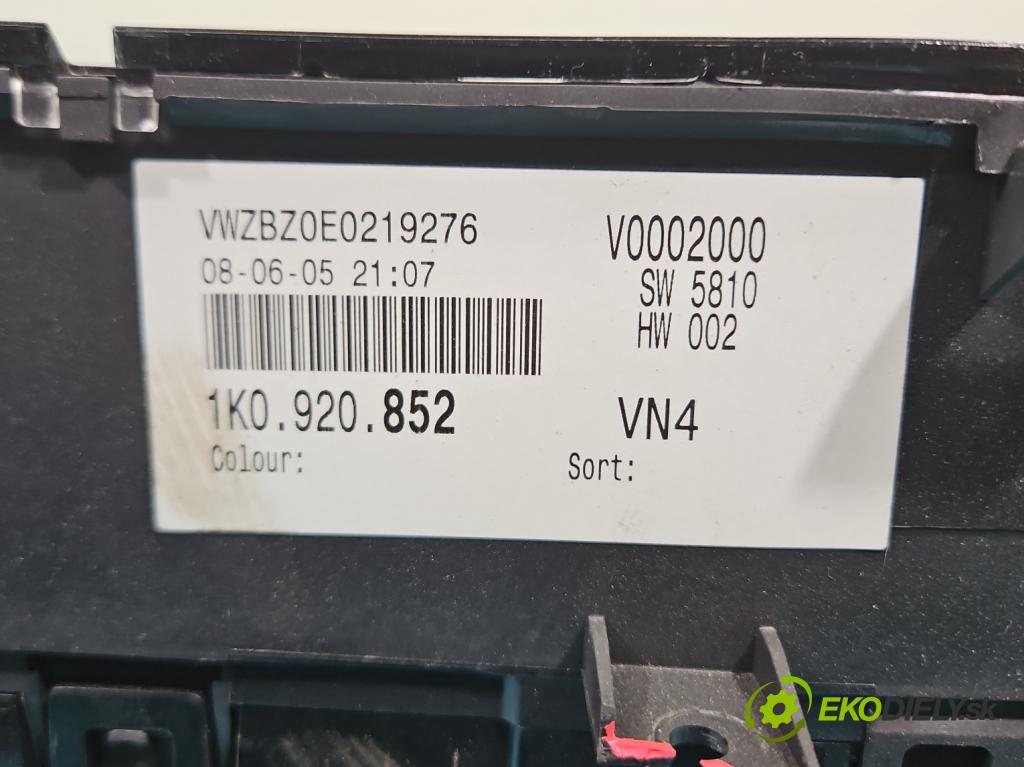 VWZBZ0E0219276
V0002000
08-06-05 21:07
SW 5810
HW 002
1K0.920.852
VN4
Colour:
Sort:
EKODIELY.sk